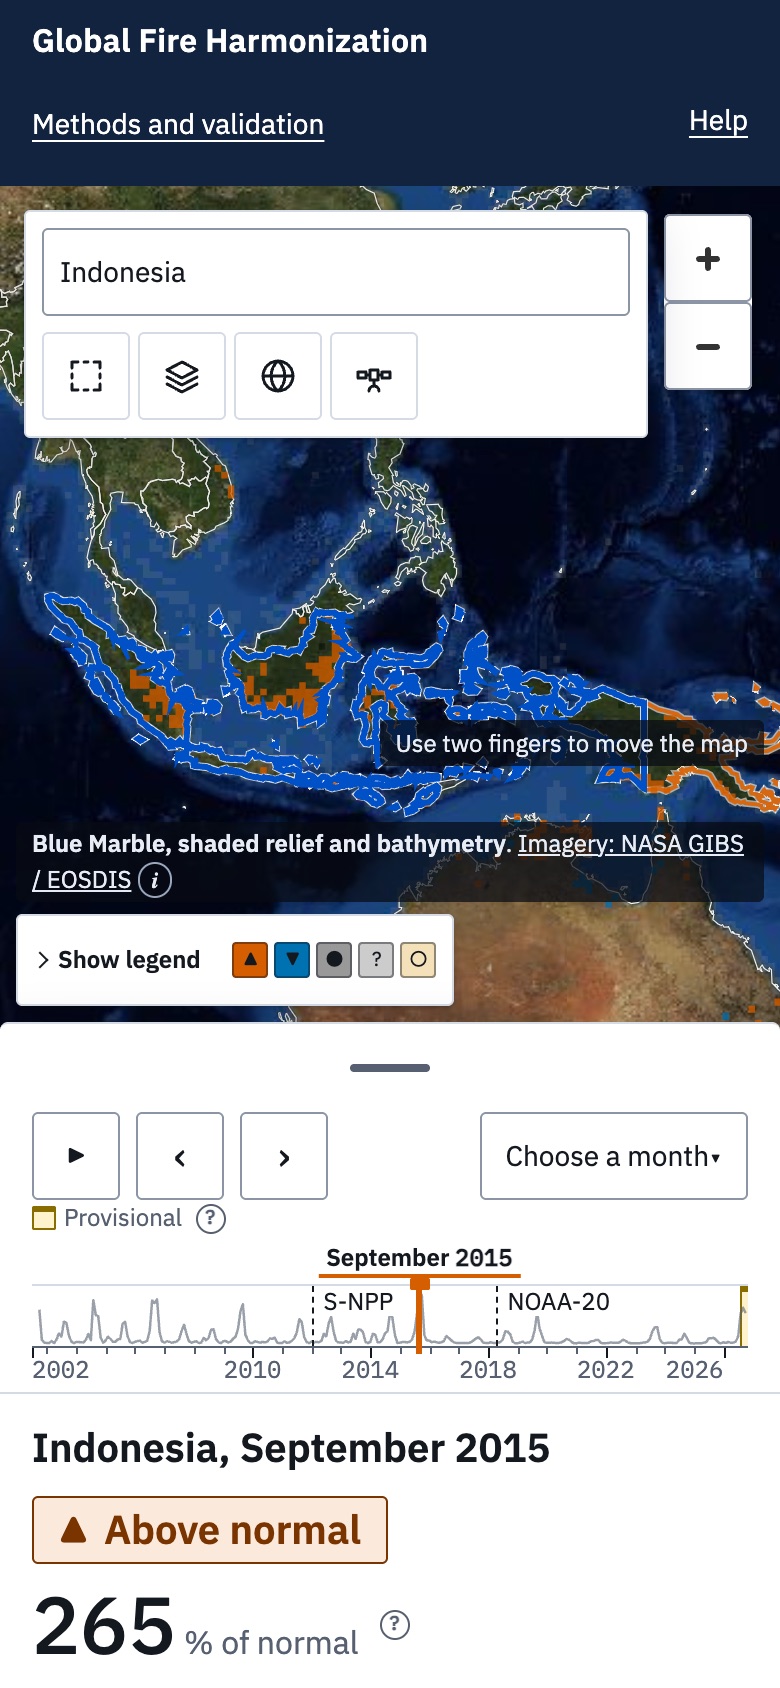 Global Fire Harmonization
Methods and validation
Help
Indonesia
Use two fingers to move the map
Blue Marble, shaded relief and bathymetry. Imagery: NASA GIBS
/ EOSDIS i
Show legend ?
Choose a month
Provisional ?
September 2015
S-NPP
NOAA-20
2002 2010 2014 2018 2022 2026
Indonesia, September 2015
Above normal
265 % of normal ?